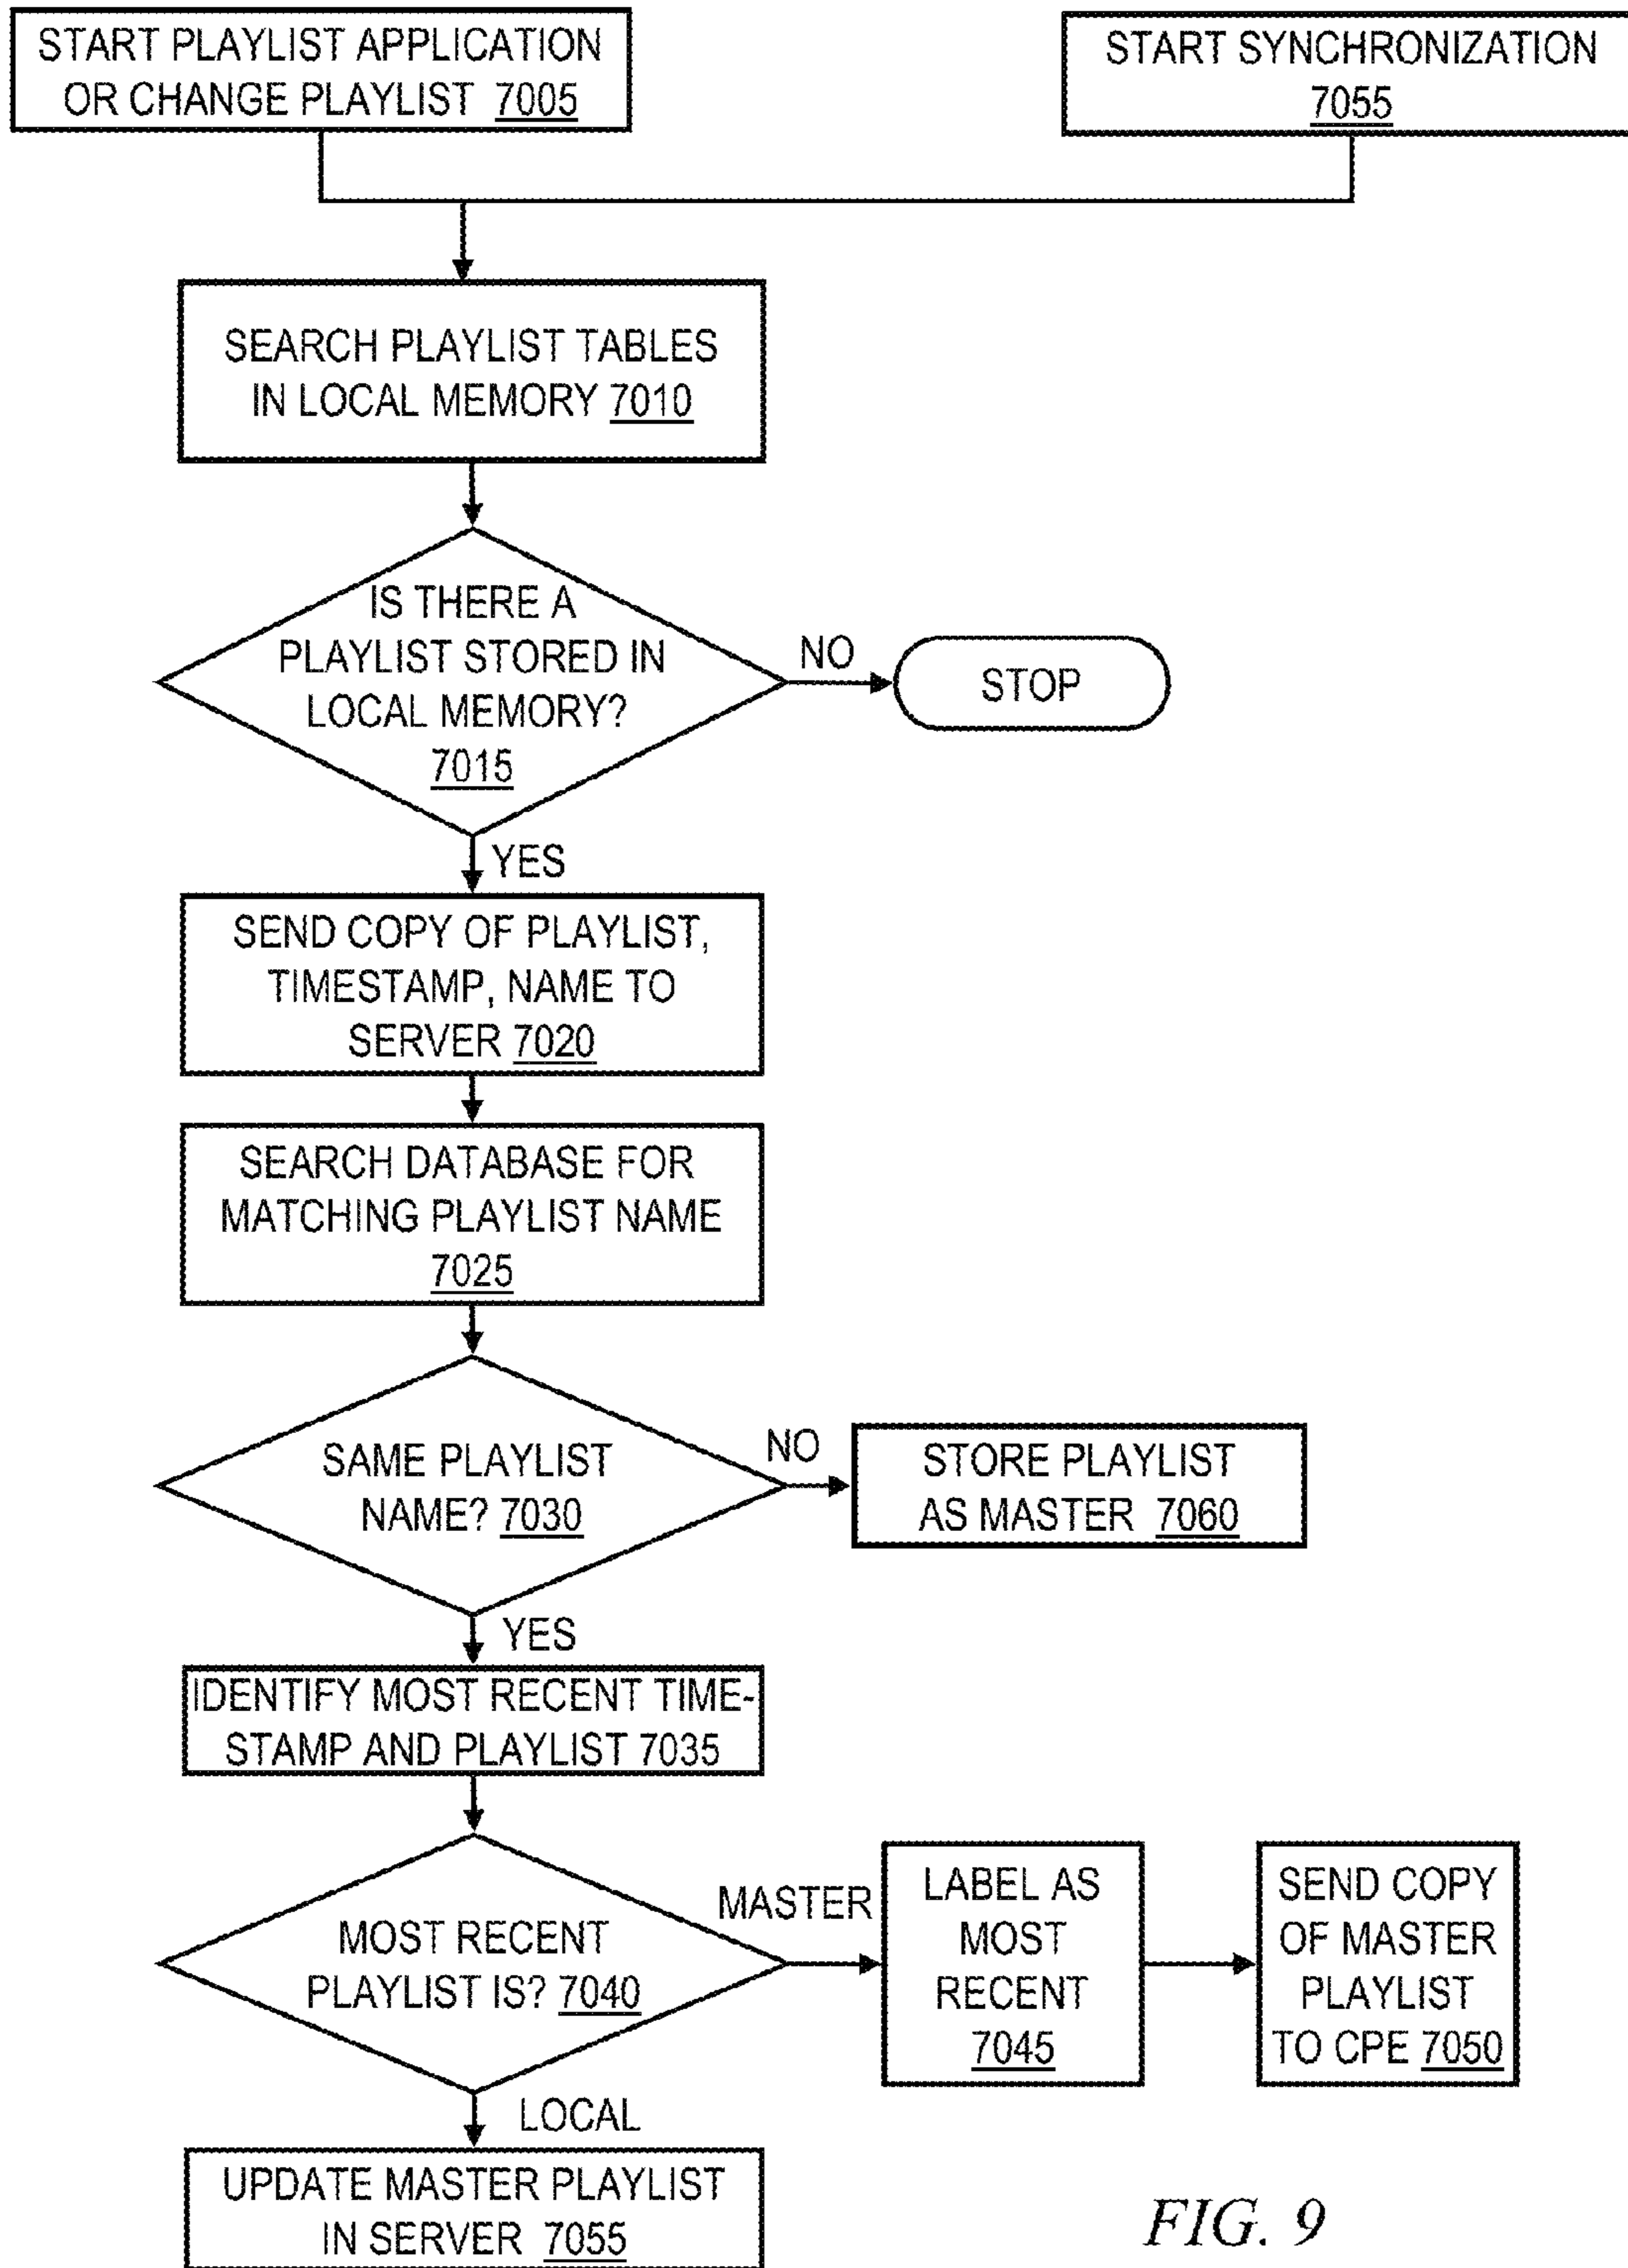 START PLAYLIST APPLICATION
OR CHANGE PLAYLIST 7005
START SYNCHRONIZATION
7055
SEARCH PLAYLIST TABLES
IN LOCAL MEMORY 7010
IS THERE A
PLAYLIST STORED IN
LOCAL MEMORY?
7015
NO
STOP
YES
SEND COPY OF PLAYLIST,
TIMESTAMP, NAME TO
SERVER 7020
SEARCH DATABASE FOR
MATCHING PLAYLIST NAME
7025
SAME PLAYLIST
NAME? 7030
NO
STORE PLAYLIST
AS MASTER 7060
YES
IDENTIFY MOST RECENT TIME-
STAMP AND PLAYLIST 7035
MOST RECENT
PLAYLIST IS? 7040
MASTER
LABEL AS
MOST
RECENT
7045
SEND COPY
OF MASTER
PLAYLIST
TO CPE 7050
LOCAL
UPDATE MASTER PLAYLIST
IN SERVER 7055
FIG. 9